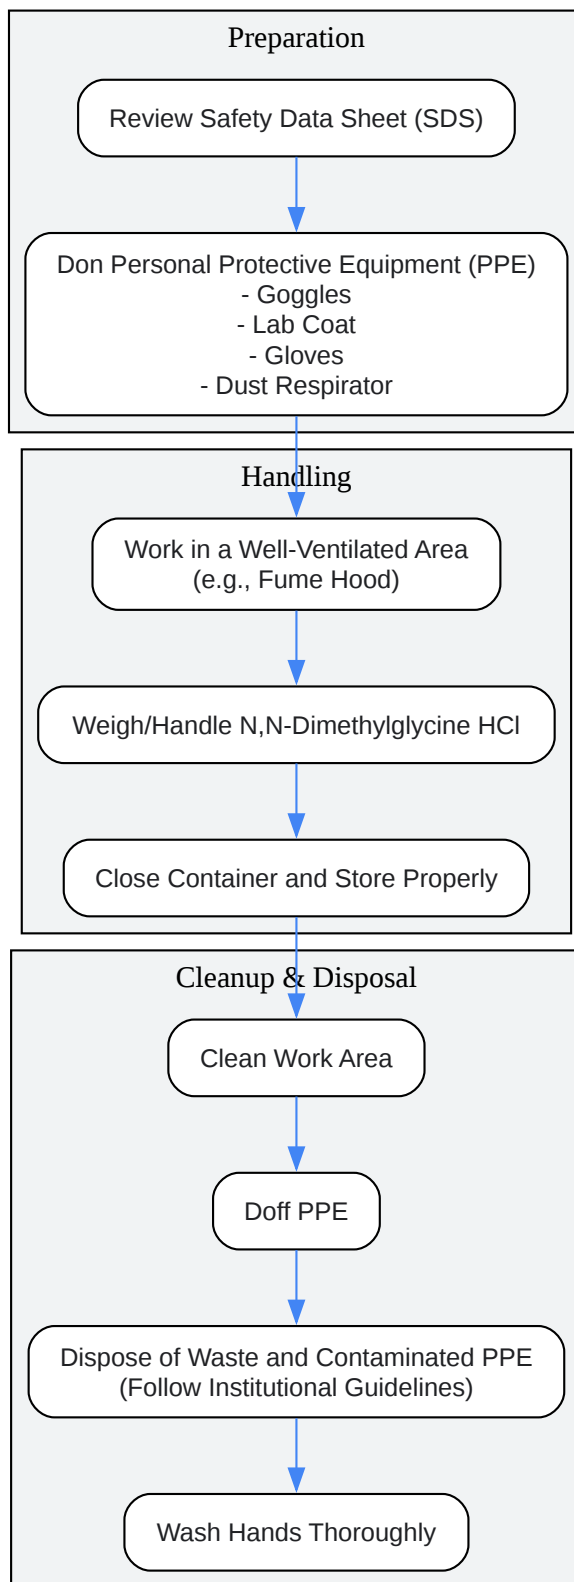 Preparation
Review Safety Data Sheet (SDS)
Don Personal Protective Equipment (PPE)
- Goggles
- Lab Coat
- Gloves
- Dust Respirator
Handling
Work in a Well-Ventilated Area
(e.g., Fume Hood)
Weigh/Handle N,N-Dimethylglycine HCl
Close Container and Store Properly
Cleanup & Disposal
Clean Work Area
Doff PPE
Dispose of Waste and Contaminated PPE
(Follow Institutional Guidelines)
Wash Hands Thoroughly